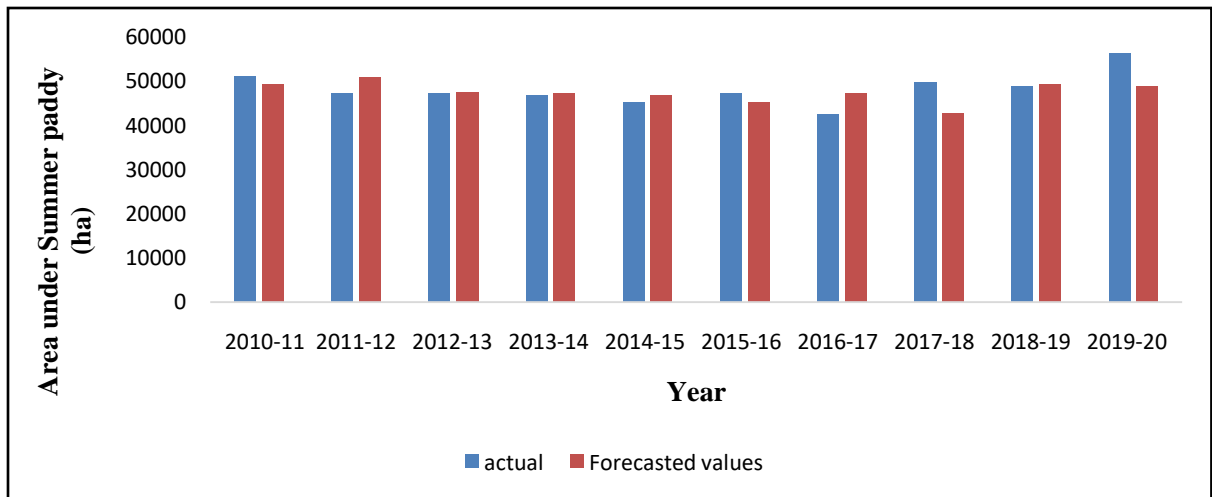 60000
50000
40000
30000
20000
10000
0
Area under Summer paddy
(ha)
2010-11 2011-12 2012-13 2013-14 2014-15 2015-16 2016-17 2017-18 2018-19 2019-20
Year
actual Forecasted values